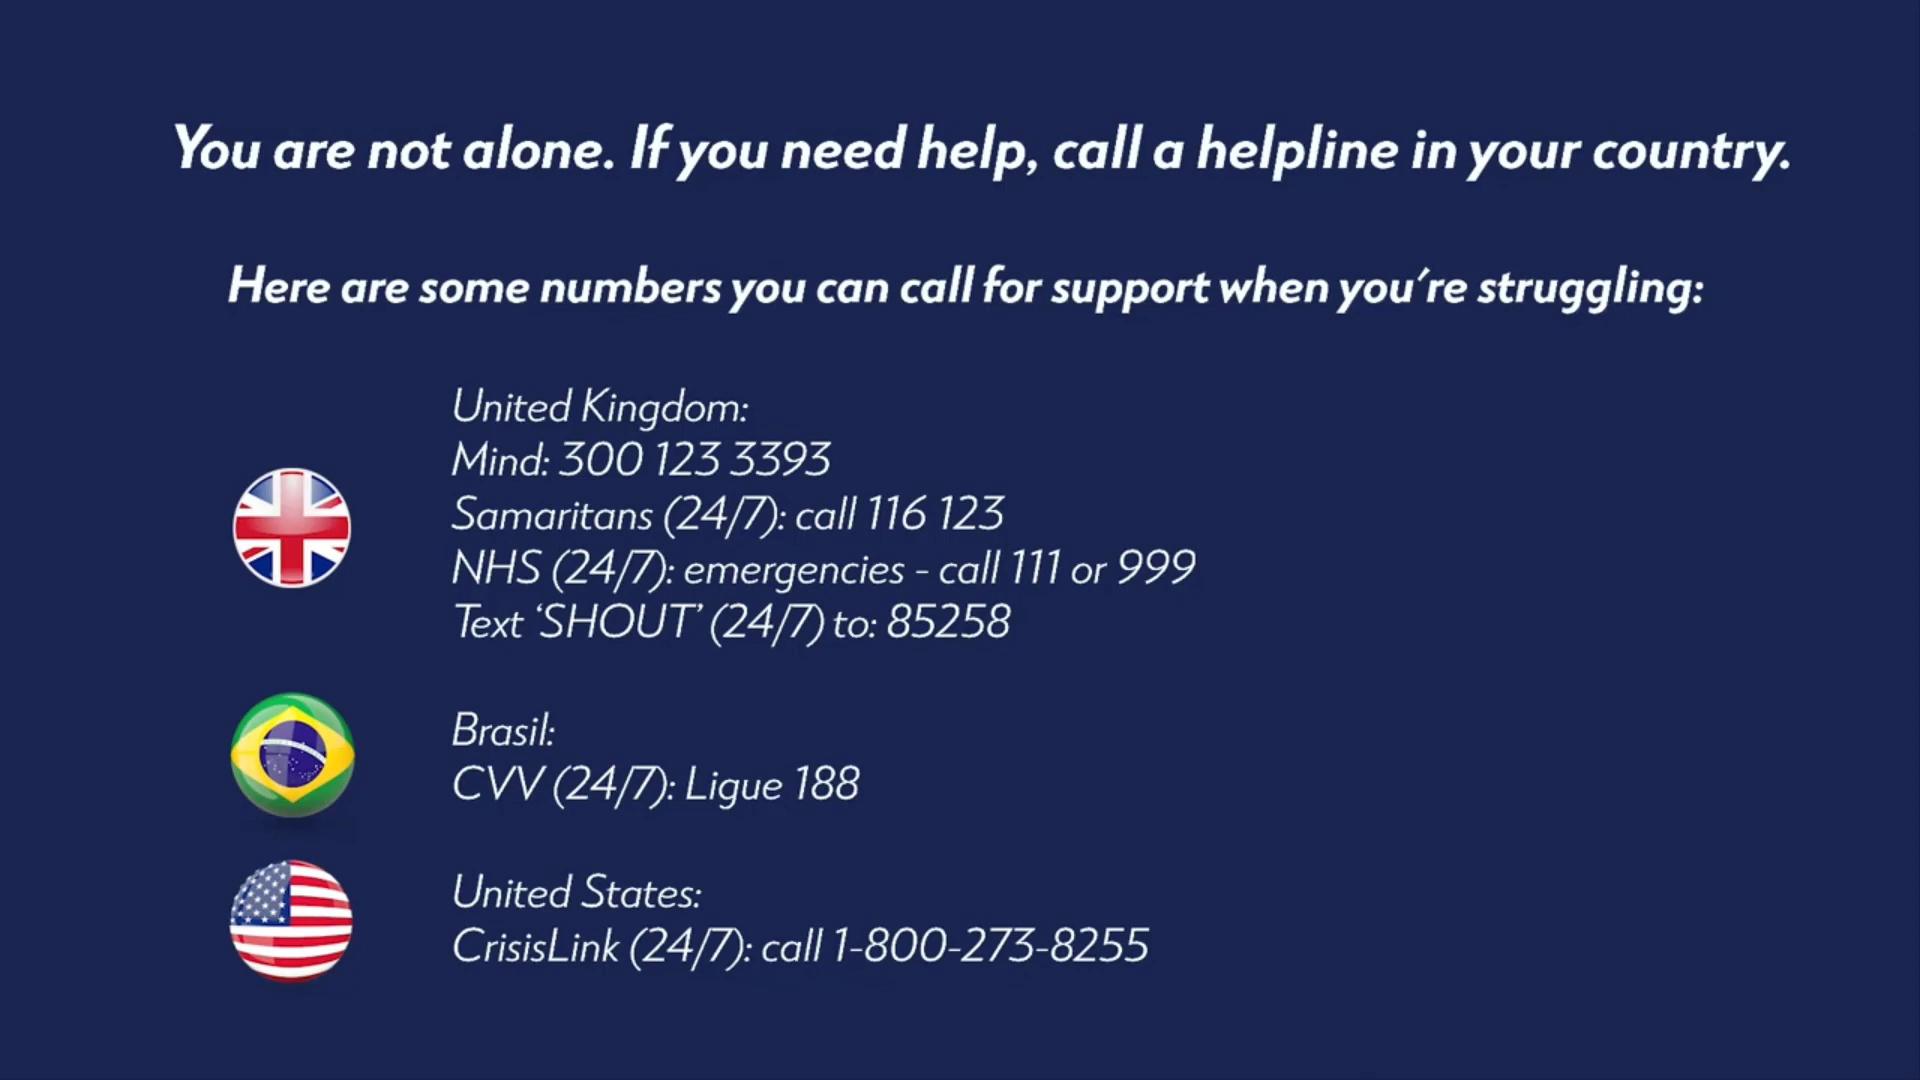 You are not alone. If you need help, call a helpline in your country.
Here are some numbers you can call for support when you're struggling:
United Kingdom:
Mind: 300 123 3393
Samaritans (24/7): call 116 123
NHS (24/7): emergencies - call 111 or 999
Text ‘SHOUT’ (24/7) to: 85258
Brasil:
CVV (24/7): Ligue 188
United States:
CrisisLink (24/7): call 1-800-273-8255